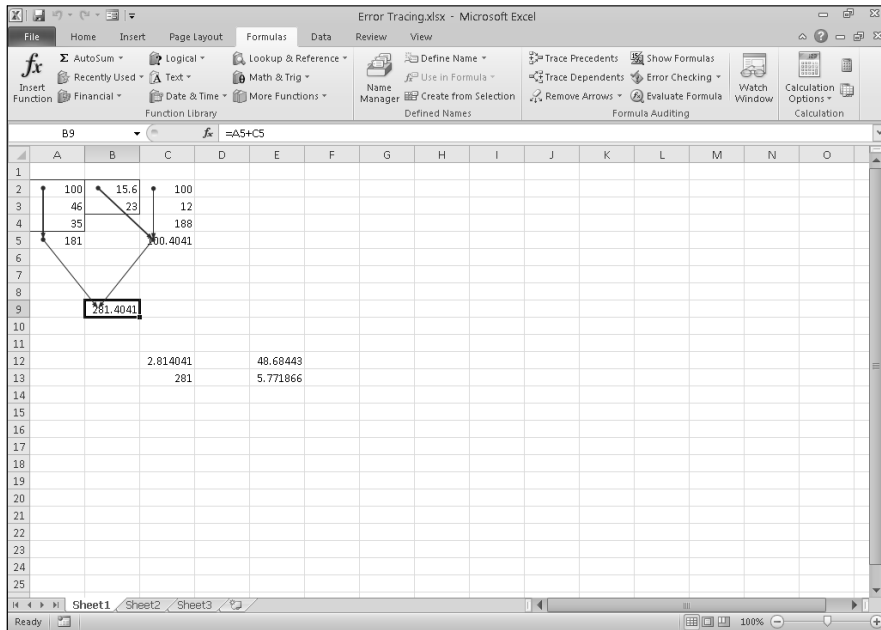 Error Tracing.xlsx - Microsoft Excel
File Home Insert Page Layout Formulas Data Review View
Insert Function
Σ AutoSum
Recently Used
Financial
Logical
Text
Date & Time
Lookup & Reference
Math & Trig
More Functions
Function Library
Name Manager
Define Name
Use in Formula
Create from Selection
Defined Names
Trace Precedents
Trace Dependents
Remove Arrows
Show Formulas
Error Checking
Evaluate Formula
Formula Auditing
Watch Window
Calculation Options
Calculation
B9 fx =A5+C5
A B C D E F G H I J K L M N O
1
2 100 15.6 100
3 46 23 12
4 35 188
5 181 100.4041
6
7
8
9 281.4041
10
11
12 2.814041 48.68443
13 281 5.771866
14
15
16
17
18
19
20
21
22
23
24
25
Sheet1 Sheet2 Sheet3
Ready 100%